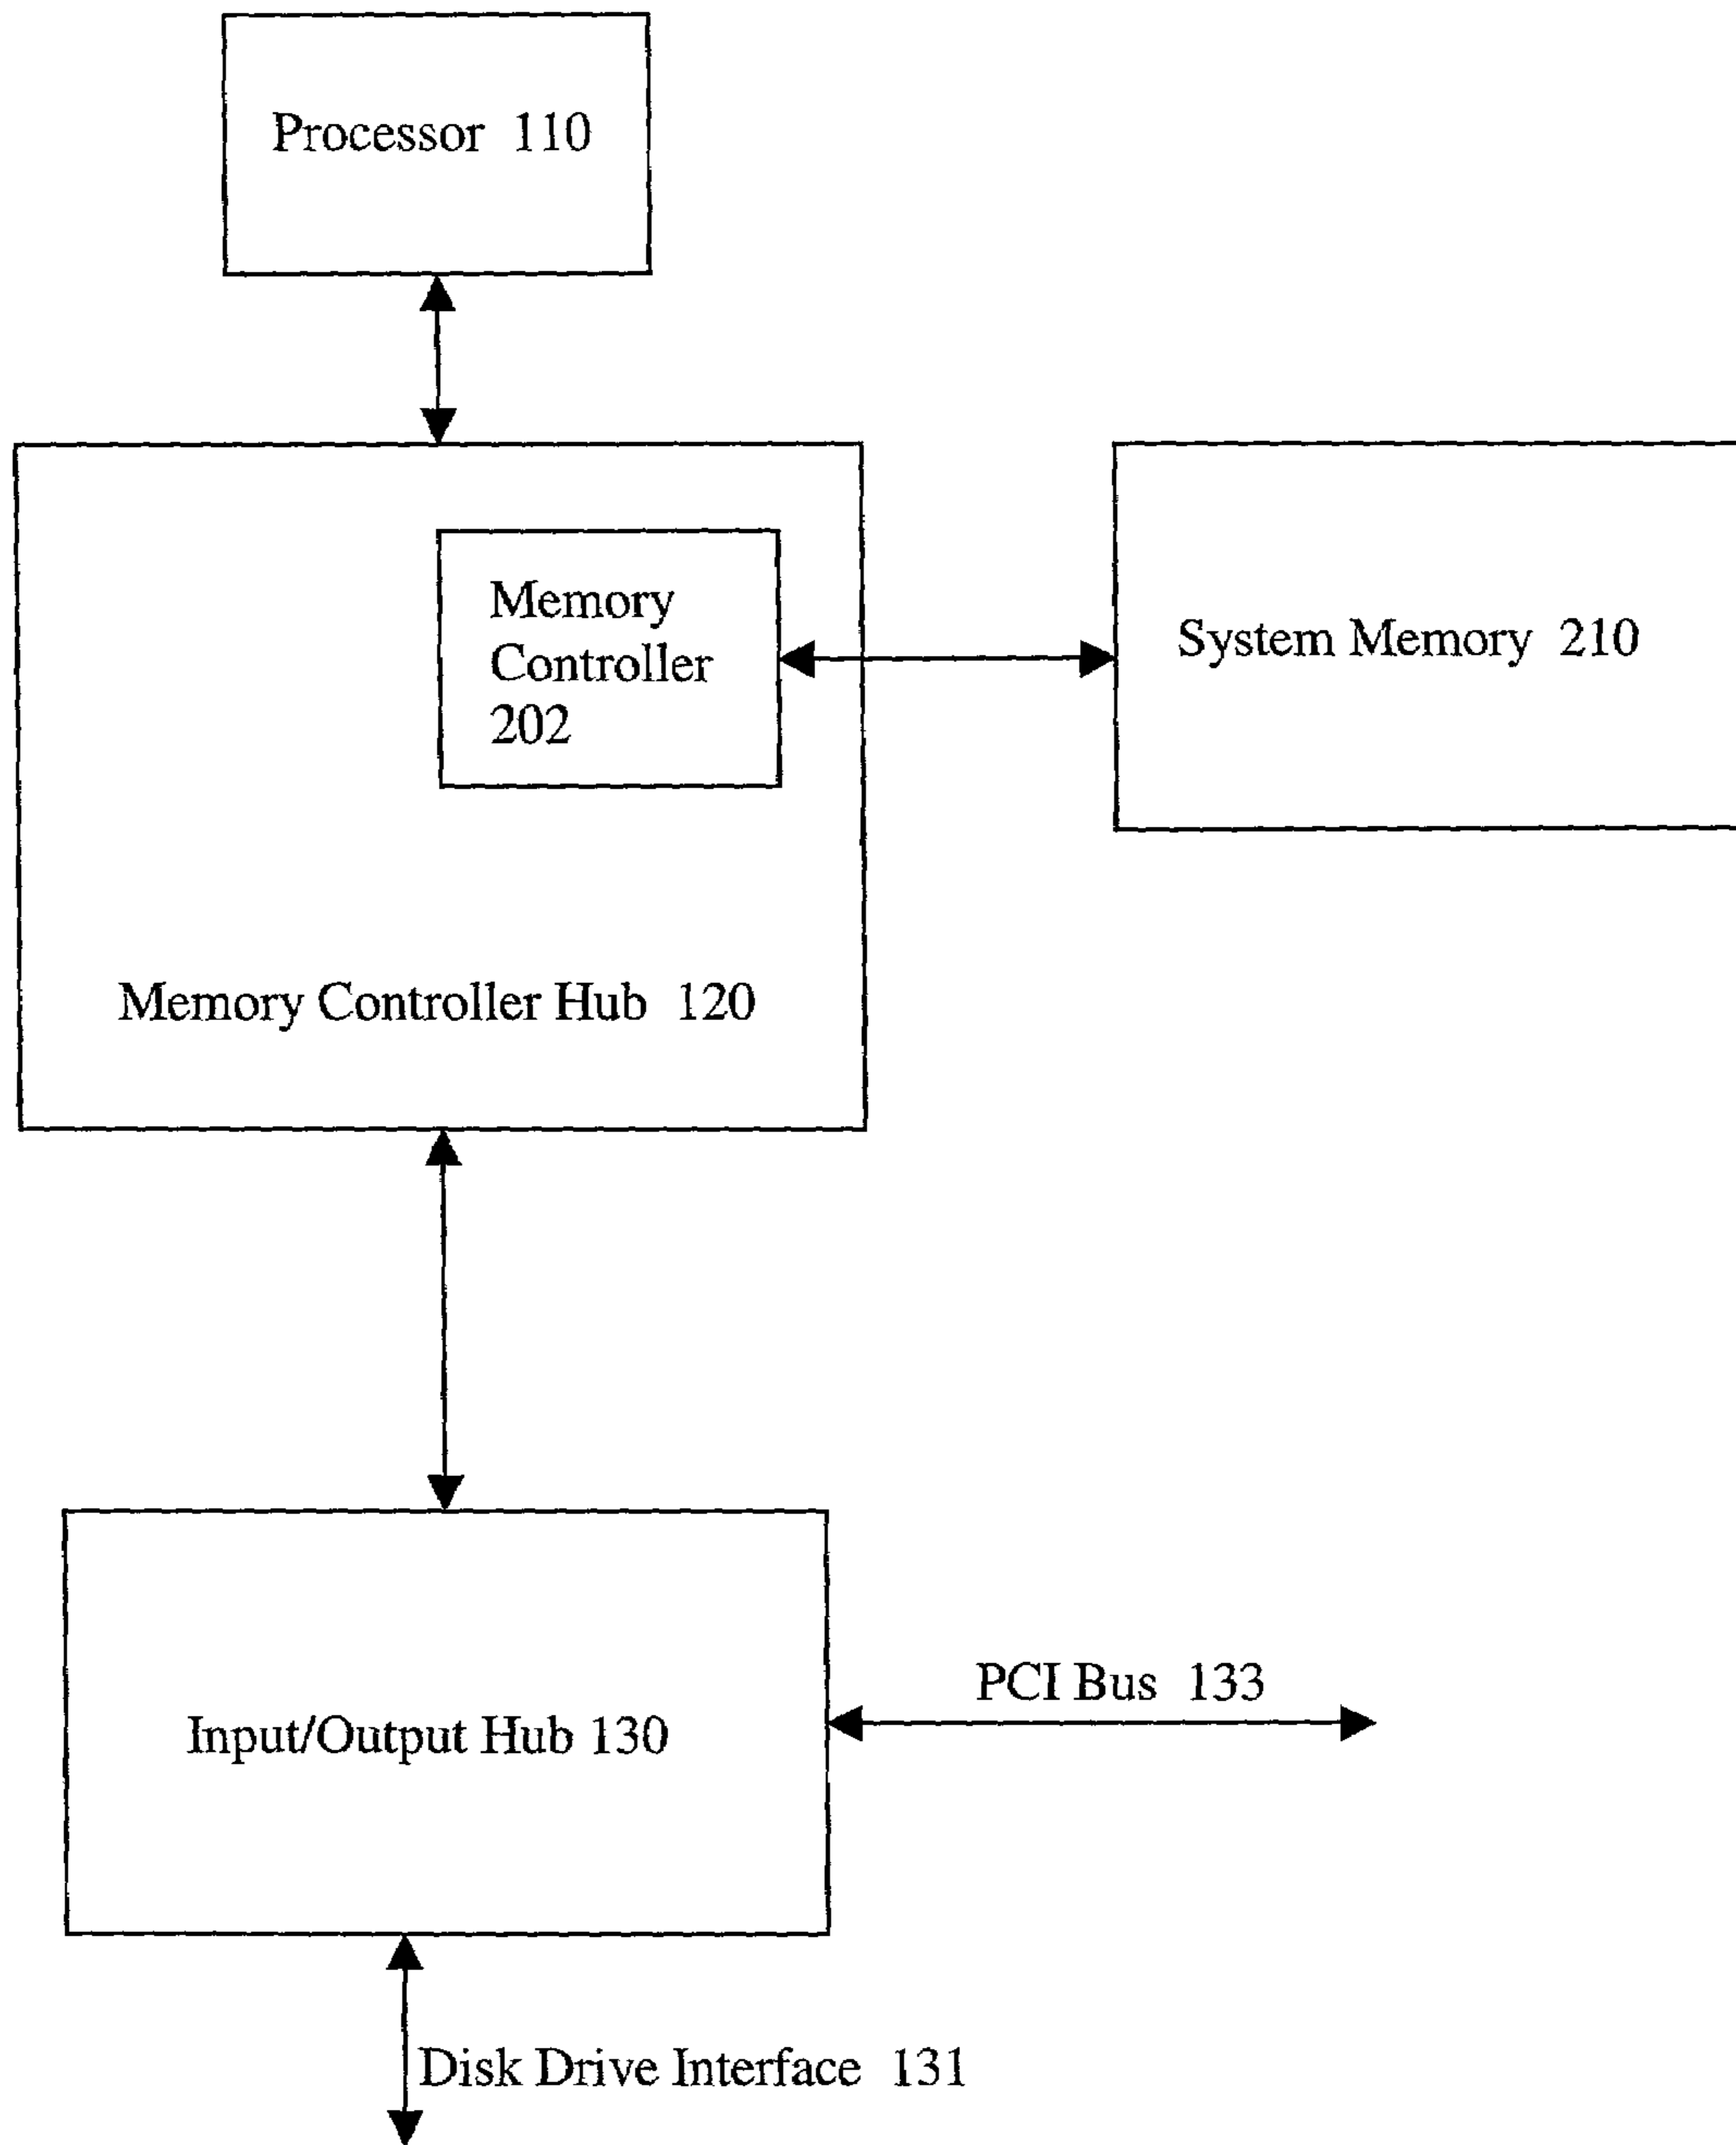 Processor 110
Memory
Controller
202
System Memory 210
Memory Controller Hub 120
PCI Bus 133
Input/Output Hub 130
Disk Drive Interface 131